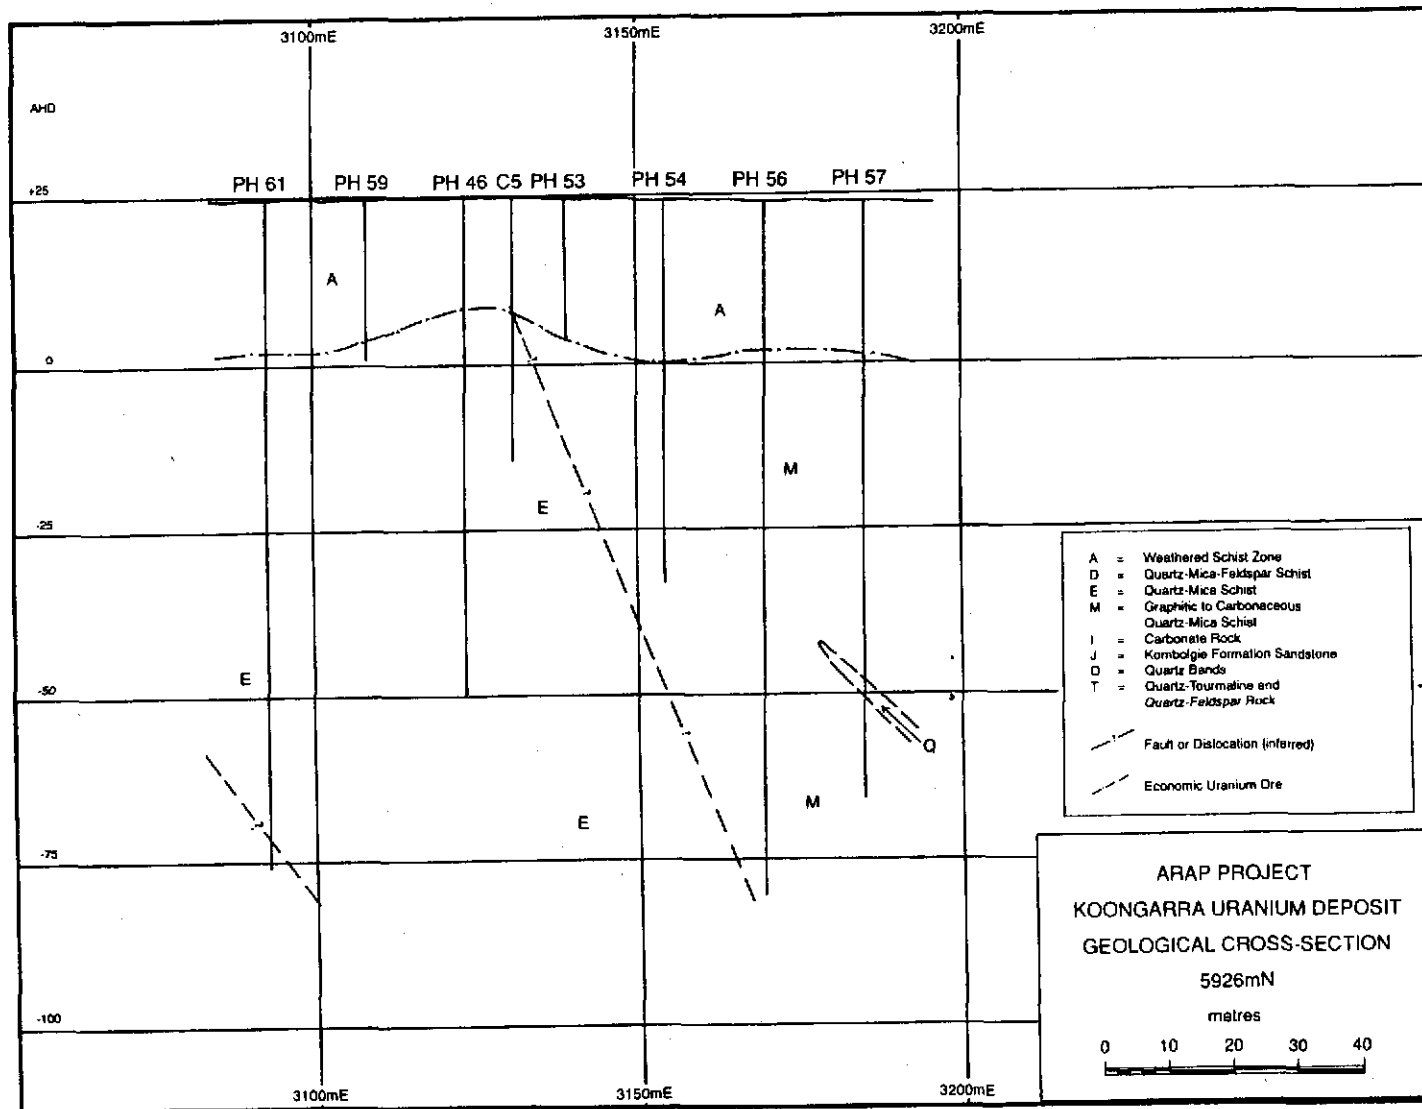 3100mE 3150mE 3200mE
AHD
+25
PH 61 PH 59 PH 46 C5 PH 53 PH 54 PH 56 PH 57
A
A
0
M
E
-25
E
-50
Q
M
E
-75
-100
A = Weathered Schist Zone
D = Quartz-Mica-Feldspar Schist
E = Quartz-Mica Schist
M = Graphitic to Carbonaceous
Quartz-Mica Schist
I = Carbonate Rock
J = Kombolgie Formation Sandstone
Q = Quartz Bands
T = Quartz-Tourmaline and
Quartz-Feldspar Rock
? Fault or Dislocation (inferred)
Economic Uranium Ore
ARAP PROJECT
KOONGARRA URANIUM DEPOSIT
GEOLOGICAL CROSS-SECTION
5926mN
metres
0 10 20 30 40
3100mE 3150mE 3200mE